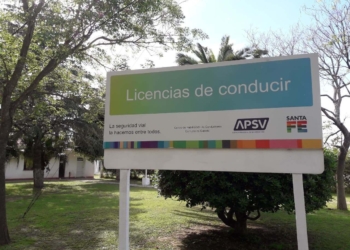 Licencias de conducir
La seguridad vial
la hacemos entre todos.
APSV
SANTA
FE